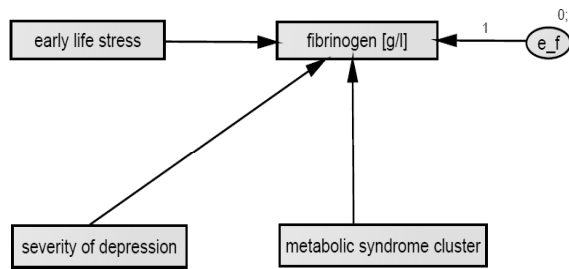 0;
early life stress
fibrinogen [g/l]
1
e_f
severity of depression
metabolic syndrome cluster